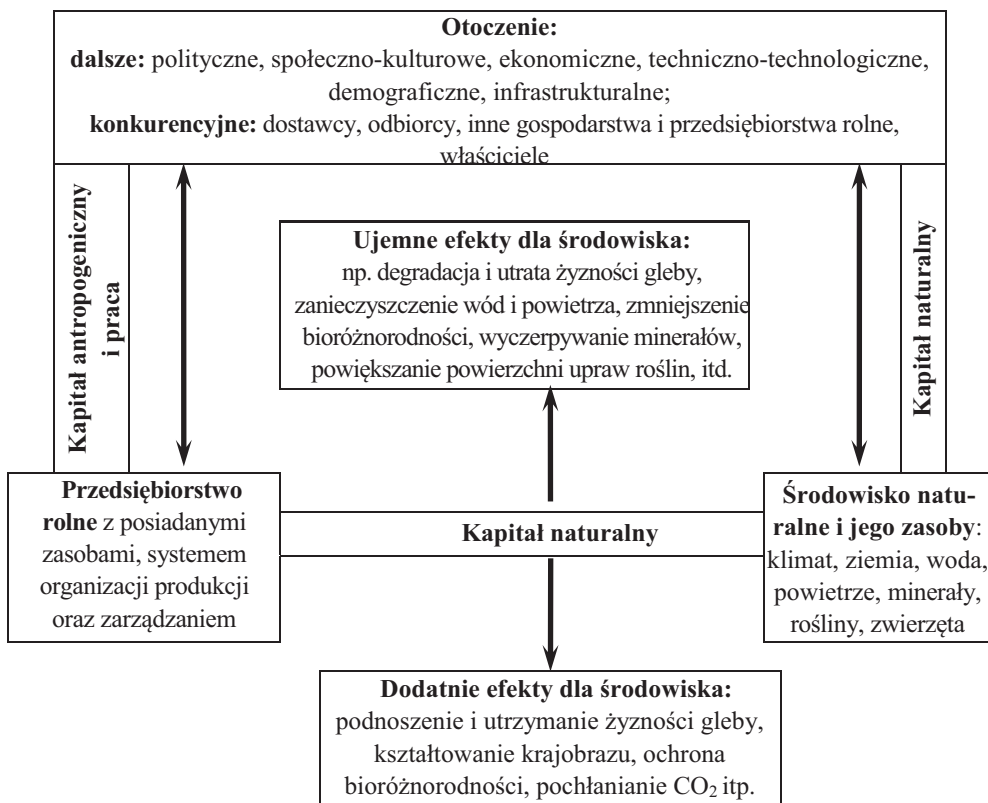 Otoczenie:
dalsze: polityczne, społeczno-kulturowe, ekonomiczne, techniczno-technologiczne,
demograficzne, infrastrukturalne;
konkurencyjne: dostawcy, odbiorcy, inne gospodarstwa i przedsiębiorstwa rolne,
właściciele
Kapitał antropogeniczny
i praca
Ujemne efekty dla środowiska:
np. degradacja i utrata żyzności gleby,
zanieczyszczenie wód i powietrza, zmniejszenie
bioróżnorodności, wyczerpywanie minerałów,
powiększanie powierzchni upraw roślin, itd.
Kapitał naturalny
Przedsiębiorstwo
rolne z posiadanymi
zasobami, systemem
organizacji produkcji
oraz zarządzaniem
Kapitał naturalny
Środowisko natu-
ralne i jego zasoby:
klimat, ziemia, woda,
powietrze, minerały,
rośliny, zwierzęta
Dodatnie efekty dla środowiska:
podnoszenie i utrzymanie żyzności gleby,
kształtowanie krajobrazu, ochrona
bioróżnorodności, pochłanianie CO₂ itp.